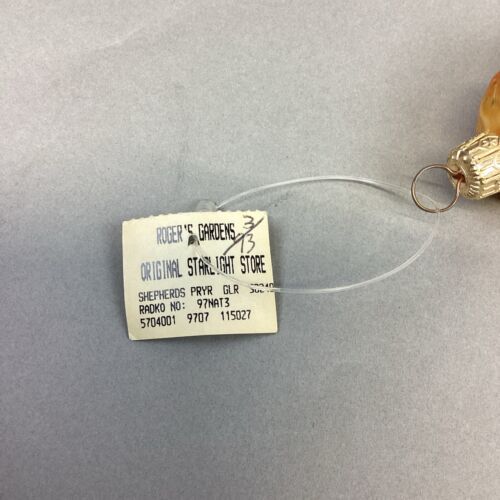 ROGER'S GARDENS 3/13
ORIGINAL STARLIGHT STORE
SHEPHERDS PRYR GLR
RADKO NO: 97NAT3
5704001 9707 115027